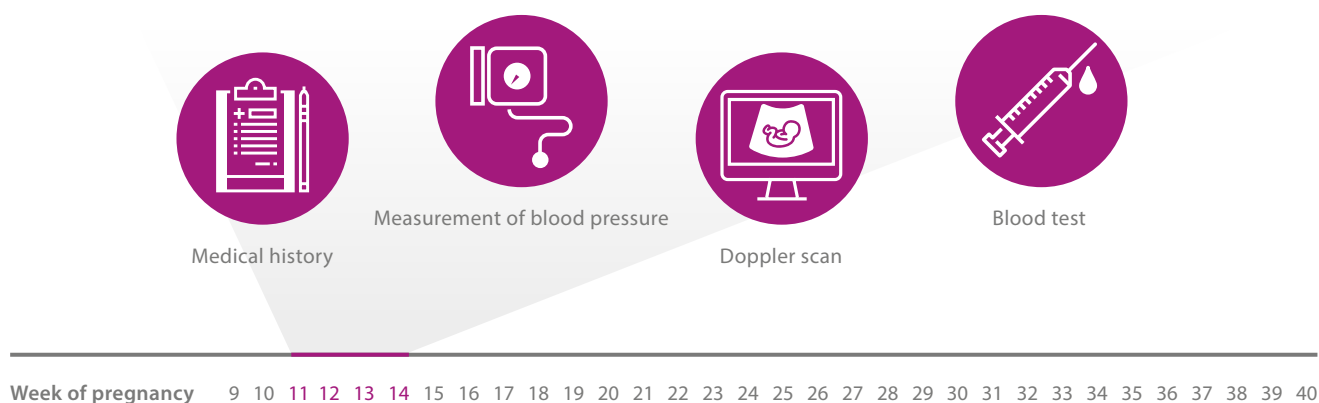 Measurement of blood pressure
Blood test
Medical history
Doppler scan
Week of pregnancy 9 10 11 12 13 14 15 16 17 18 19 20 21 22 23 24 25 26 27 28 29 30 31 32 33 34 35 36 37 38 39 40